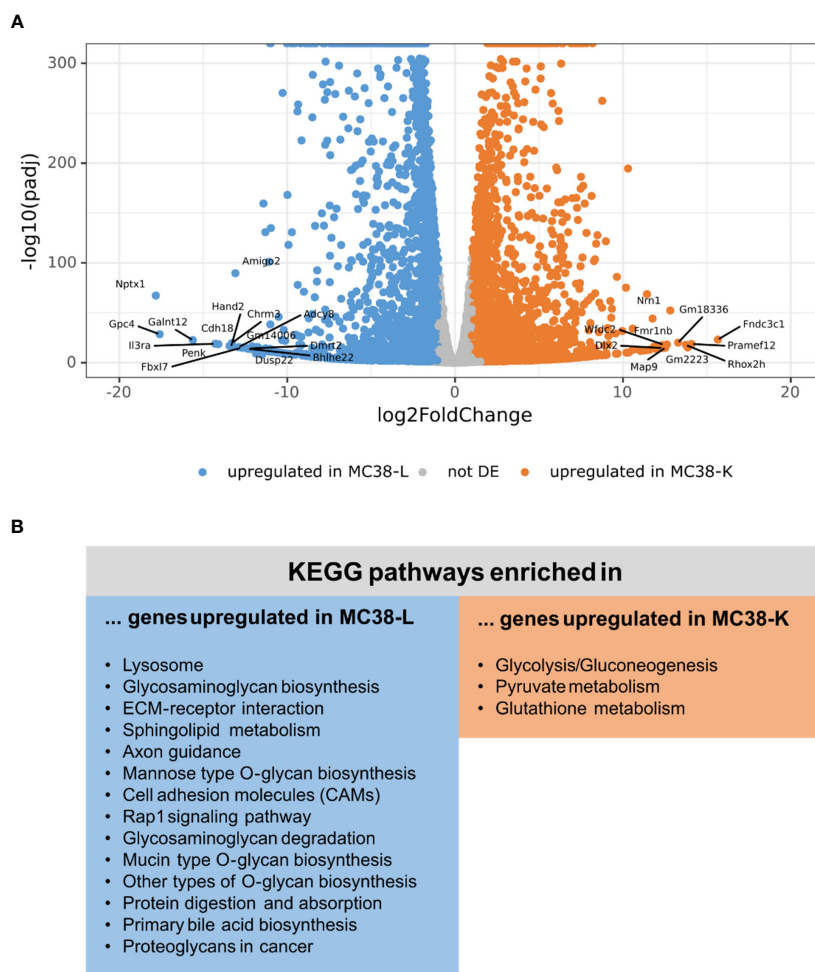 A
300
200
100
0
-log10(padj)
Amigo2
Nptx1
Hand2
Chrm3
Adcy8
Gpc4
Galnt12
Cdh18
Gm14006
Il3ra
Penk
Dmrt2
Fbxl7
Dusp22
Bhlhe22
Nrn1
Gm18336
Wfdc2
Fmr1nb
Fndc3c1
Dlx2
Pramef12
Map9
Gm2223
Rhox2h
-20 -10 0 10 20
log2FoldChange
upregulated in MC38-L not DE upregulated in MC38-K
B
KEGG pathways enriched in
... genes upregulated in MC38-L
• Lysosome
• Glycosaminoglycan biosynthesis
• ECM-receptor interaction
• Sphingolipid metabolism
• Axon guidance
• Mannose type O-glycan biosynthesis
• Cell adhesion molecules (CAMs)
• Rap1 signaling pathway
• Glycosaminoglycan degradation
• Mucin type O-glycan biosynthesis
• Other types of O-glycan biosynthesis
• Protein digestion and absorption
• Primary bile acid biosynthesis
• Proteoglycans in cancer
... genes upregulated in MC38-K
• Glycolysis/Gluconeogenesis
• Pyruvate metabolism
• Glutathione metabolism